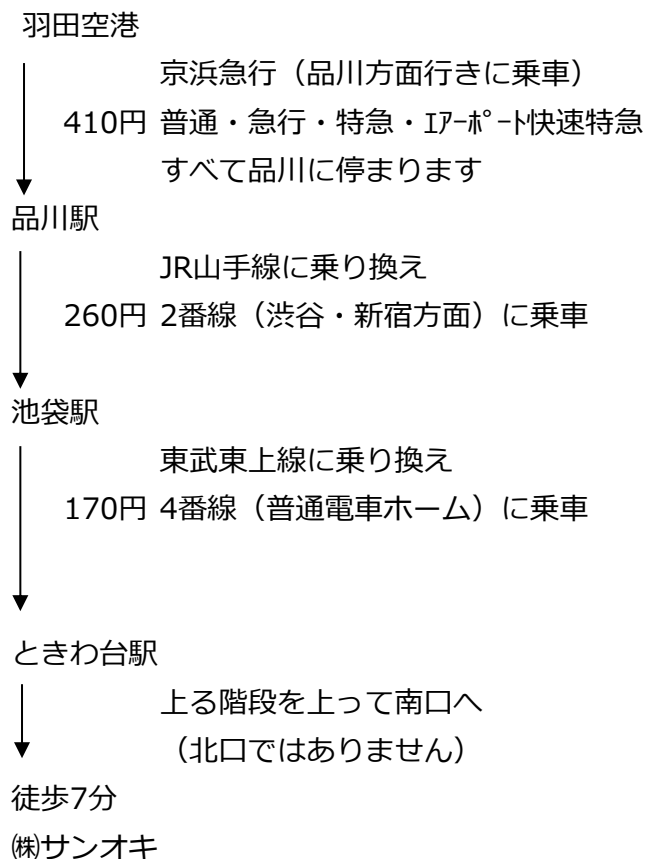 羽田空港
京浜急行（品川方面行きに乗車）
410円 普通・急行・特急・ｴｱｰﾎﾟｰﾄ快速特急
すべて品川に停まります
品川駅
JR山手線に乗り換え
260円 2番線（渋谷・新宿方面）に乗車
池袋駅
東武東上線に乗り換え
170円 4番線（普通電車ホーム）に乗車
ときわ台駅
上る階段を上って南口へ
（北口ではありません）
徒歩7分
㈱サンオキ